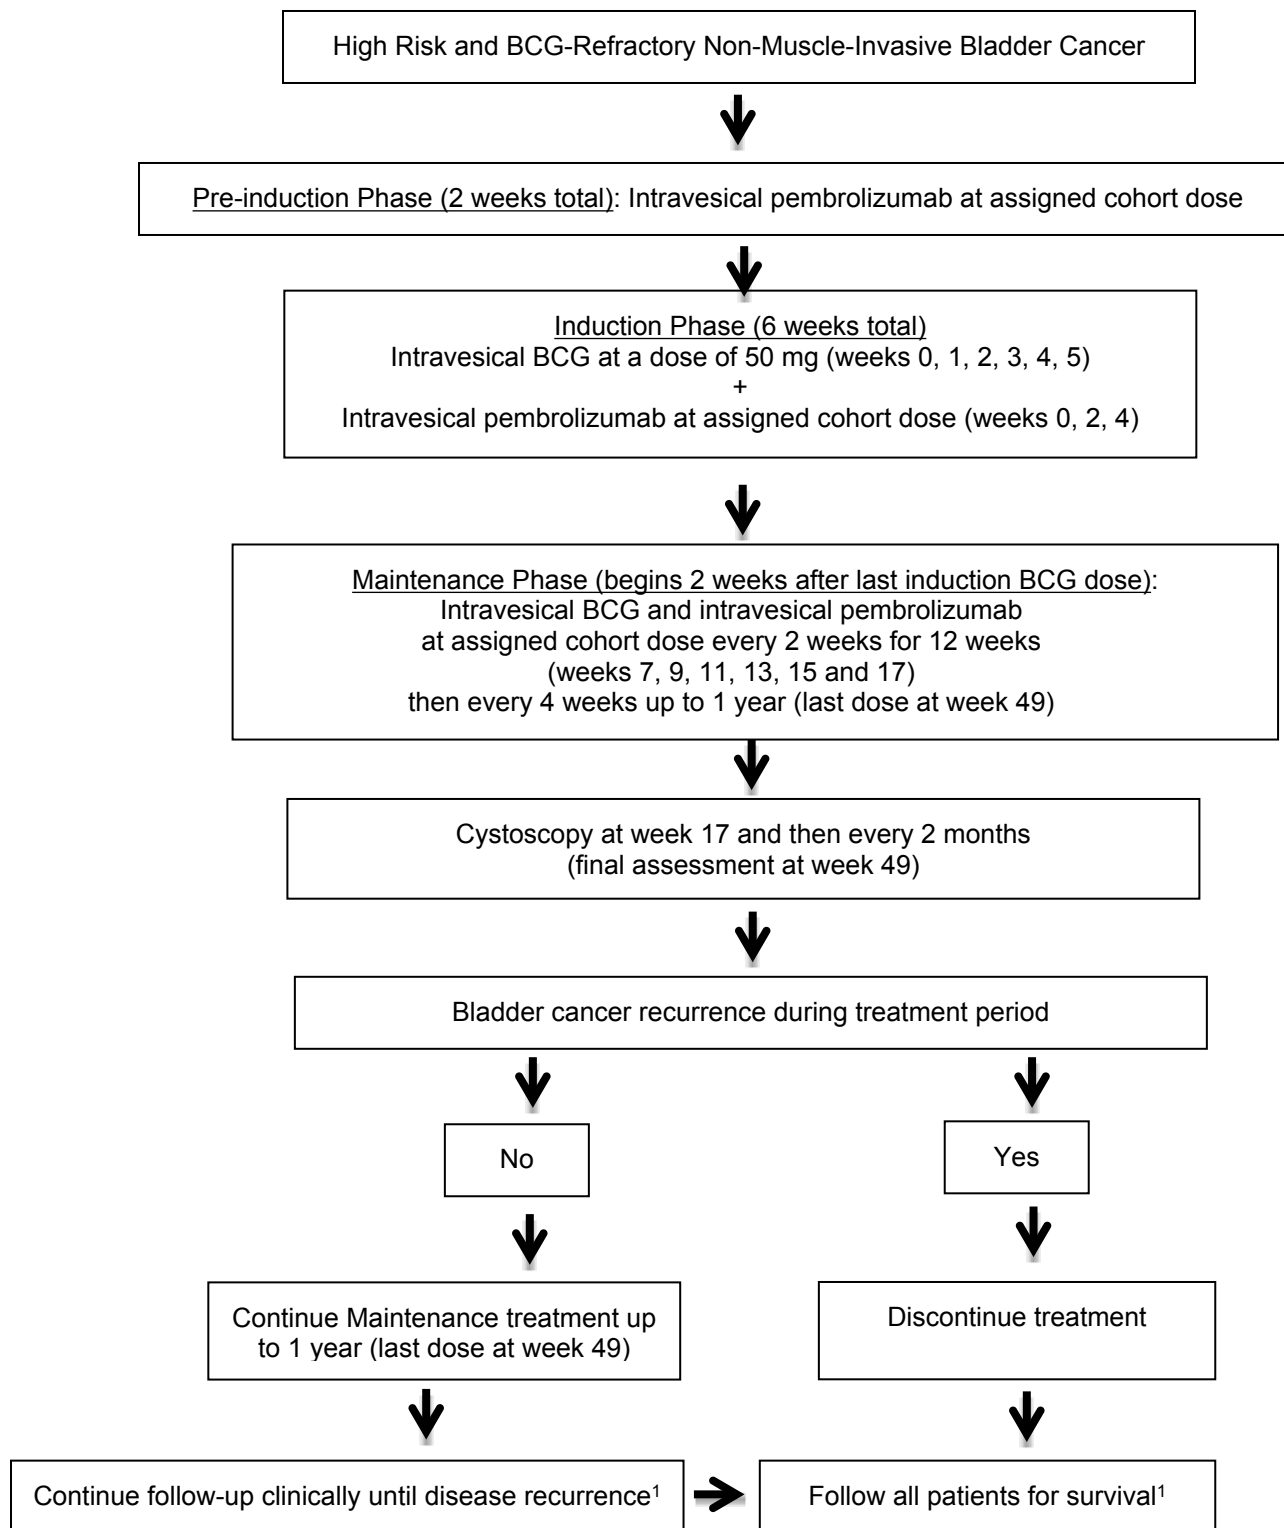 High Risk and BCG-Refractory Non-Muscle-Invasive Bladder Cancer
Pre-induction Phase (2 weeks total): Intravesical pembrolizumab at assigned cohort dose
Induction Phase (6 weeks total)
Intravesical BCG at a dose of 50 mg (weeks 0, 1, 2, 3, 4, 5)
+
Intravesical pembrolizumab at assigned cohort dose (weeks 0, 2, 4)
Maintenance Phase (begins 2 weeks after last induction BCG dose):
Intravesical BCG and intravesical pembrolizumab
at assigned cohort dose every 2 weeks for 12 weeks
(weeks 7, 9, 11, 13, 15 and 17)
then every 4 weeks up to 1 year (last dose at week 49)
Cystoscopy at week 17 and then every 2 months
(final assessment at week 49)
Bladder cancer recurrence during treatment period
No
Yes
Continue Maintenance treatment up
to 1 year (last dose at week 49)
Discontinue treatment
Continue follow-up clinically until disease recurrence¹
Follow all patients for survival¹